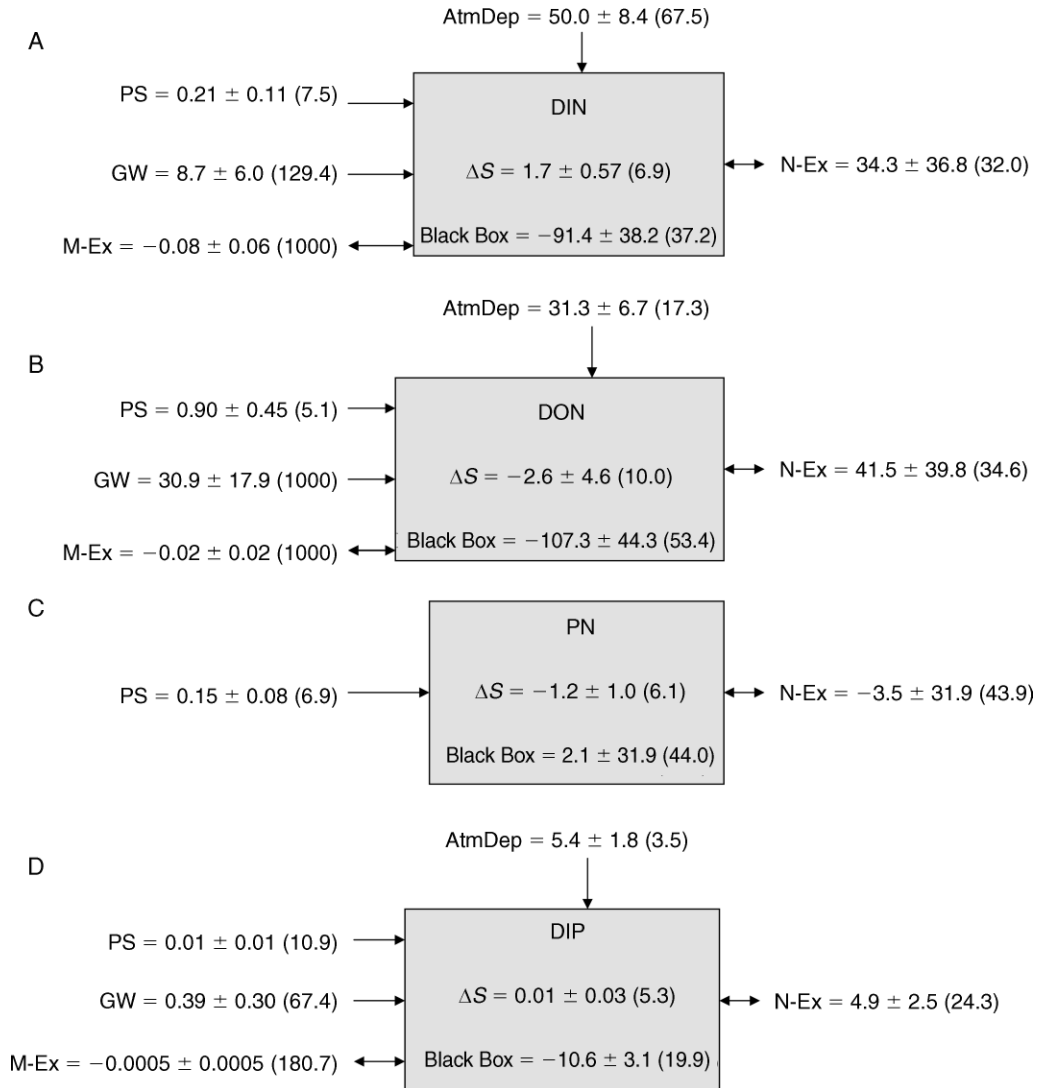 AtmDep = 50.0 ± 8.4 (67.5)
A
PS = 0.21 ± 0.11 (7.5)
DIN
GW = 8.7 ± 6.0 (129.4)
ΔS = 1.7 ± 0.57 (6.9)
N-Ex = 34.3 ± 36.8 (32.0)
M-Ex = −0.08 ± 0.06 (1000)
Black Box = −91.4 ± 38.2 (37.2)
AtmDep = 31.3 ± 6.7 (17.3)
B
PS = 0.90 ± 0.45 (5.1)
DON
GW = 30.9 ± 17.9 (1000)
ΔS = −2.6 ± 4.6 (10.0)
N-Ex = 41.5 ± 39.8 (34.6)
M-Ex = −0.02 ± 0.02 (1000)
Black Box = −107.3 ± 44.3 (53.4)
C
PN
PS = 0.15 ± 0.08 (6.9)
ΔS = −1.2 ± 1.0 (6.1)
N-Ex = −3.5 ± 31.9 (43.9)
Black Box = 2.1 ± 31.9 (44.0)
AtmDep = 5.4 ± 1.8 (3.5)
D
PS = 0.01 ± 0.01 (10.9)
DIP
GW = 0.39 ± 0.30 (67.4)
ΔS = 0.01 ± 0.03 (5.3)
N-Ex = 4.9 ± 2.5 (24.3)
M-Ex = −0.0005 ± 0.0005 (180.7)
Black Box = −10.6 ± 3.1 (19.9)